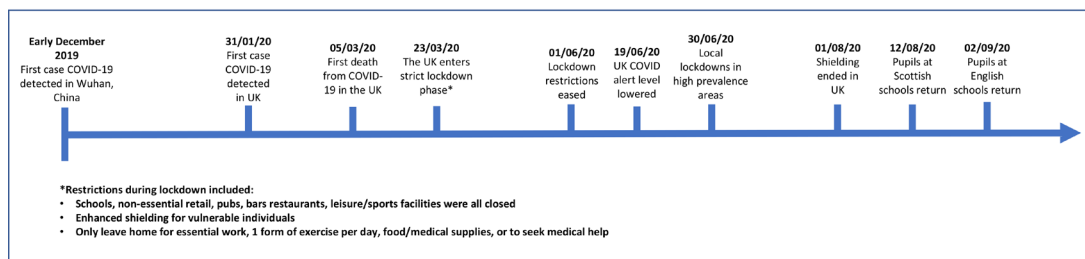 Early December
2019
First case COVID-19
detected in Wuhan,
China
31/01/20
First case
COVID-19
detected
in UK
05/03/20
First death
from COVID-
19 in the UK
23/03/20
The UK enters
strict lockdown
phase*
01/06/20
Lockdown
restrictions
eased
19/06/20
UK COVID
alert level
lowered
30/06/20
Local
lockdowns in
high prevalence
areas
01/08/20
Shielding
ended in
UK
12/08/20
Pupils at
Scottish
schools return
02/09/20
Pupils at
English
schools return
*Restrictions during lockdown included:
• Schools, non-essential retail, pubs, bars restaurants, leisure/sports facilities were all closed
• Enhanced shielding for vulnerable individuals
• Only leave home for essential work, 1 form of exercise per day, food/medical supplies, or to seek medical help